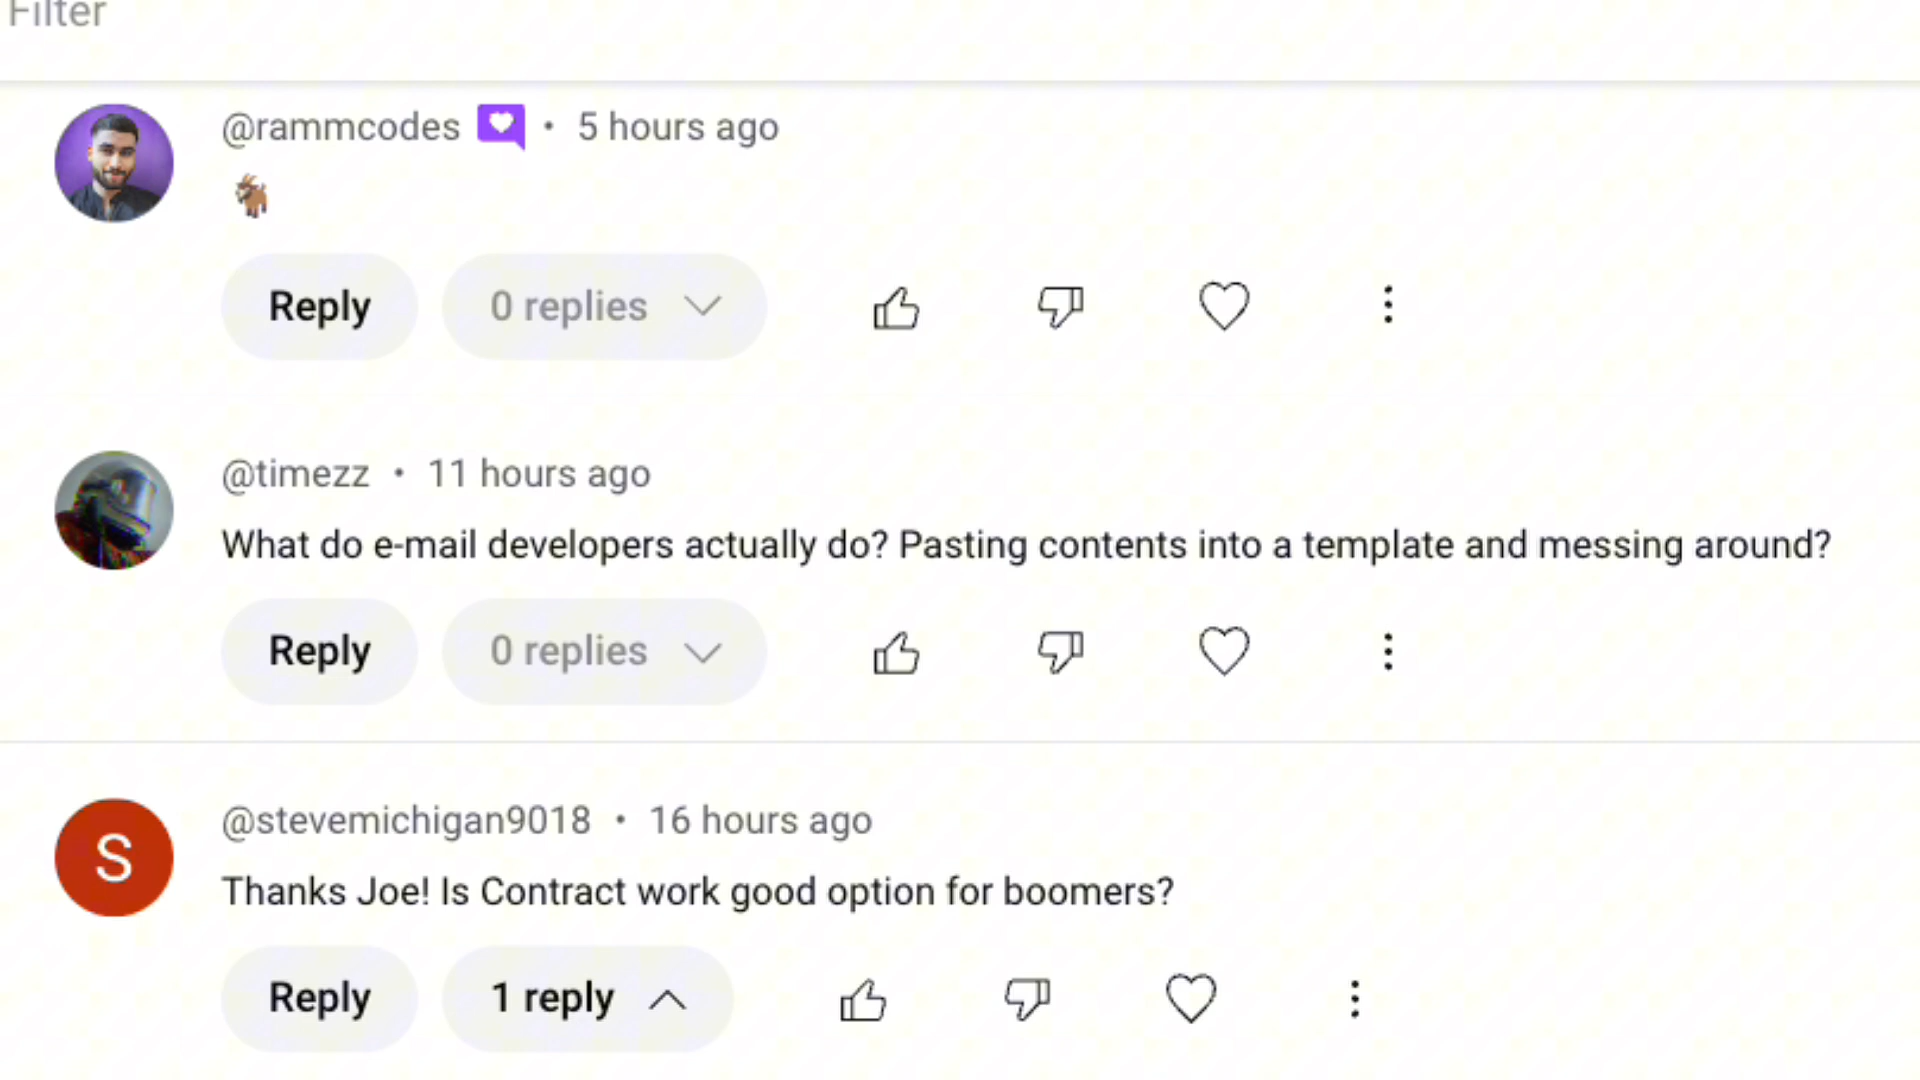 Filter
@rammcodes • 5 hours ago
🐐
Reply 0 replies
@timezz • 11 hours ago
What do e-mail developers actually do? Pasting contents into a template and messing around?
Reply 0 replies
S
@stevemichigan9018 • 16 hours ago
Thanks Joe! Is Contract work good option for boomers?
Reply 1 reply